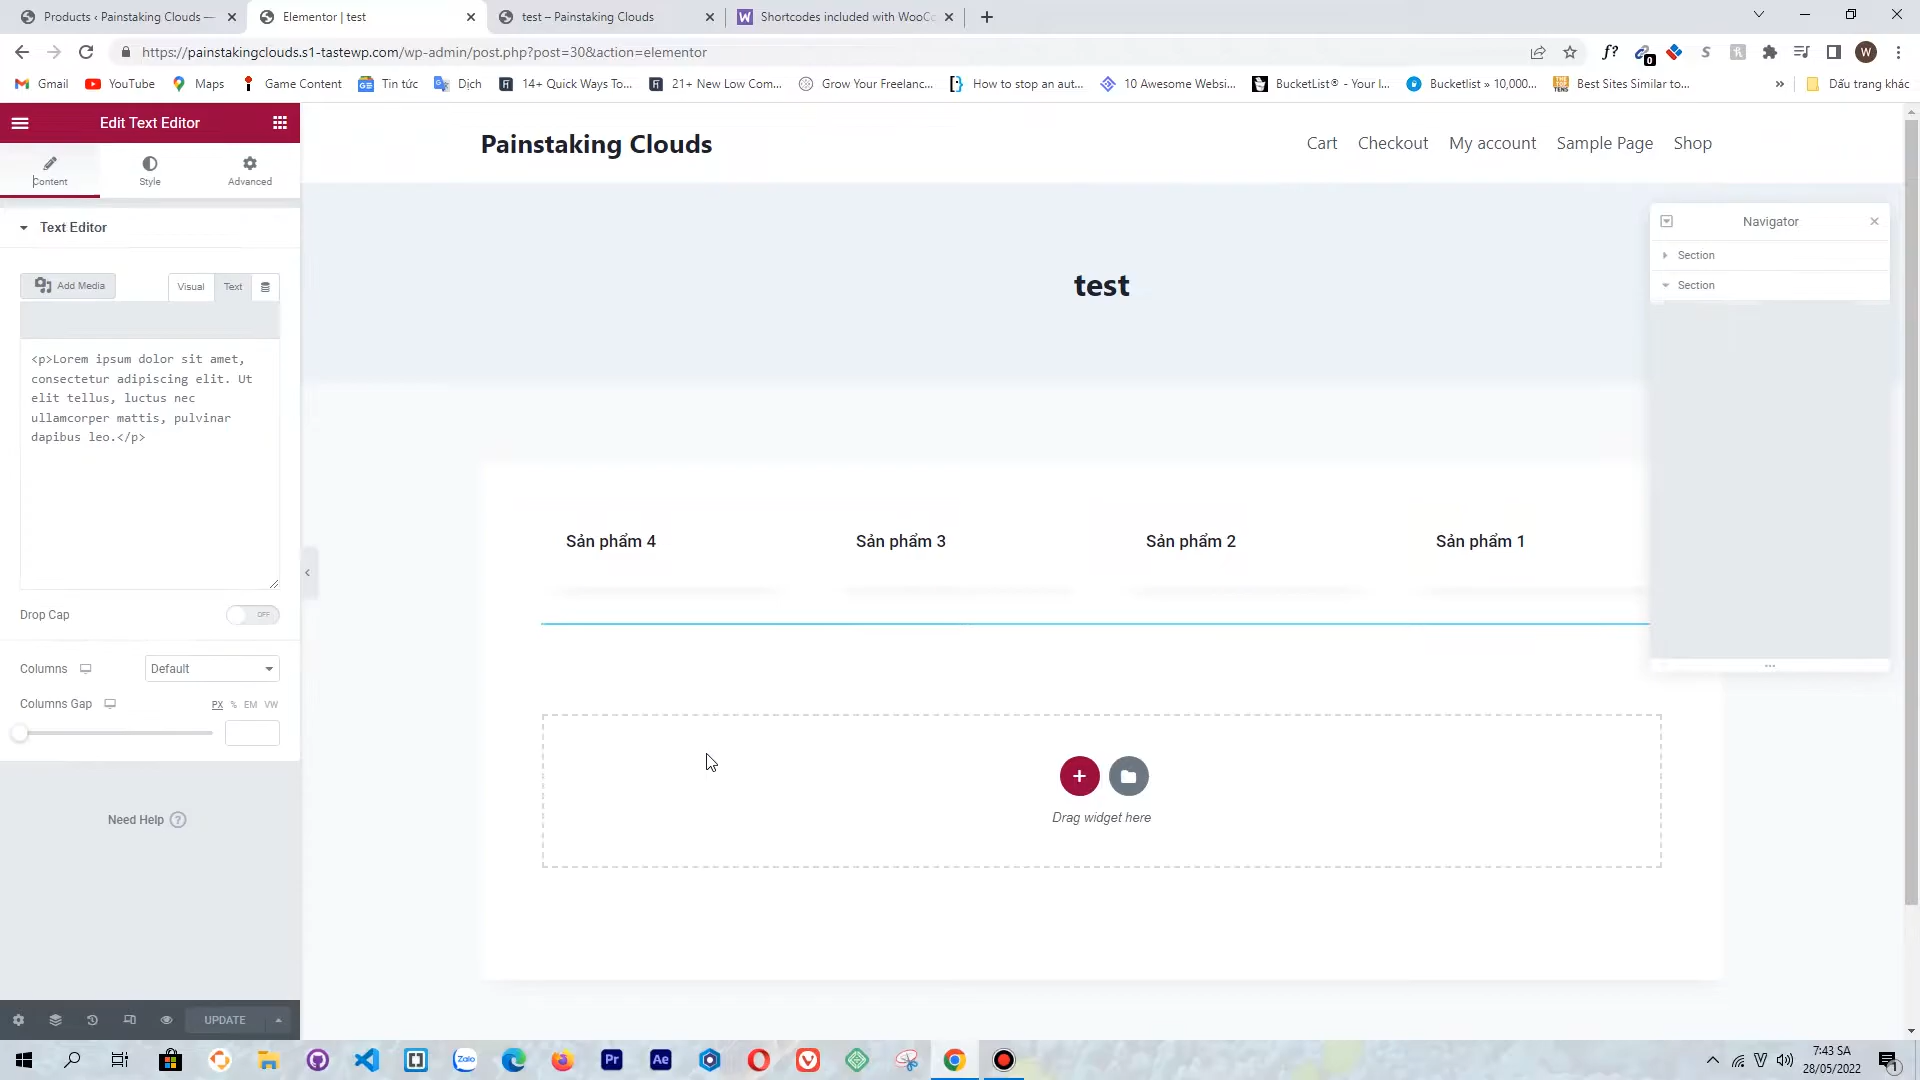 Products ‹ Painstaking Clouds —
Elementor | test
test – Painstaking Clouds
Shortcodes included with WooCo
https://painstakingclouds.s1-tastewp.com/wp-admin/post.php?post=30&action=elementor
f?
0
W
Gmail
YouTube
Maps
Game Content
Tin tức
Dịch
14+ Quick Ways To...
21+ New Low Com...
Grow Your Freelanc...
How to stop an aut...
10 Awesome Websi...
BucketList® - Your l...
Bucketlist » 10,000...
Best Sites Similar to...
»
Dấu trang khác
Edit Text Editor
Content
Style
Advanced
Text Editor
Add Media
Visual
Text
<p>Lorem ipsum dolor sit amet,
consectetur adipiscing elit. Ut
elit tellus, luctus nec
ullamcorper mattis, pulvinar
dapibus leo.</p>
Drop Cap
OFF
Columns
Default
Columns Gap
PX % EM VW
Need Help ?
UPDATE
Painstaking Clouds
Cart
Checkout
My account
Sample Page
Shop
test
Navigator
Section
Section
Sản phẩm 4
Sản phẩm 3
Sản phẩm 2
Sản phẩm 1
Drag widget here
Zalo
Pr
Ae
7:43 SA
28/05/2022
1